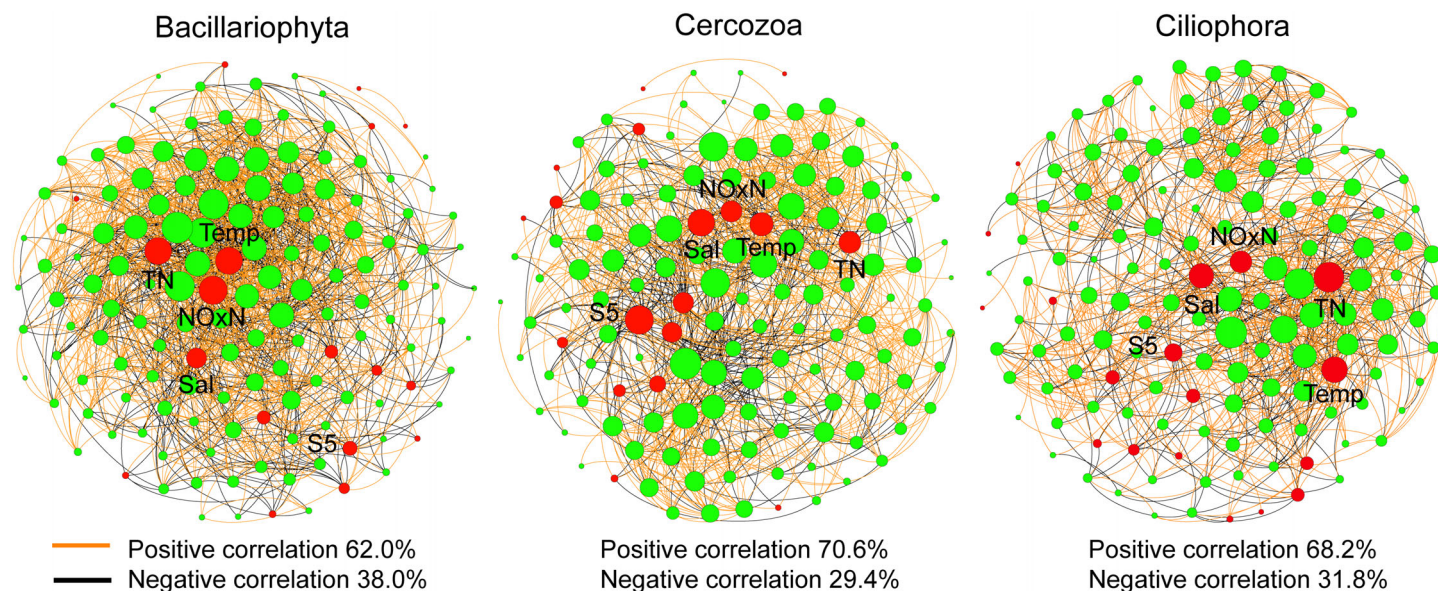 Bacillariophyta
Temp
TN
NOxN
Sal
S5
Positive correlation 62.0%
Negative correlation 38.0%
Cercozoa
NOxN
Sal
Temp
TN
S5
Positive correlation 70.6%
Negative correlation 29.4%
Ciliophora
NOxN
Sal
TN
S5
Temp
Positive correlation 68.2%
Negative correlation 31.8%